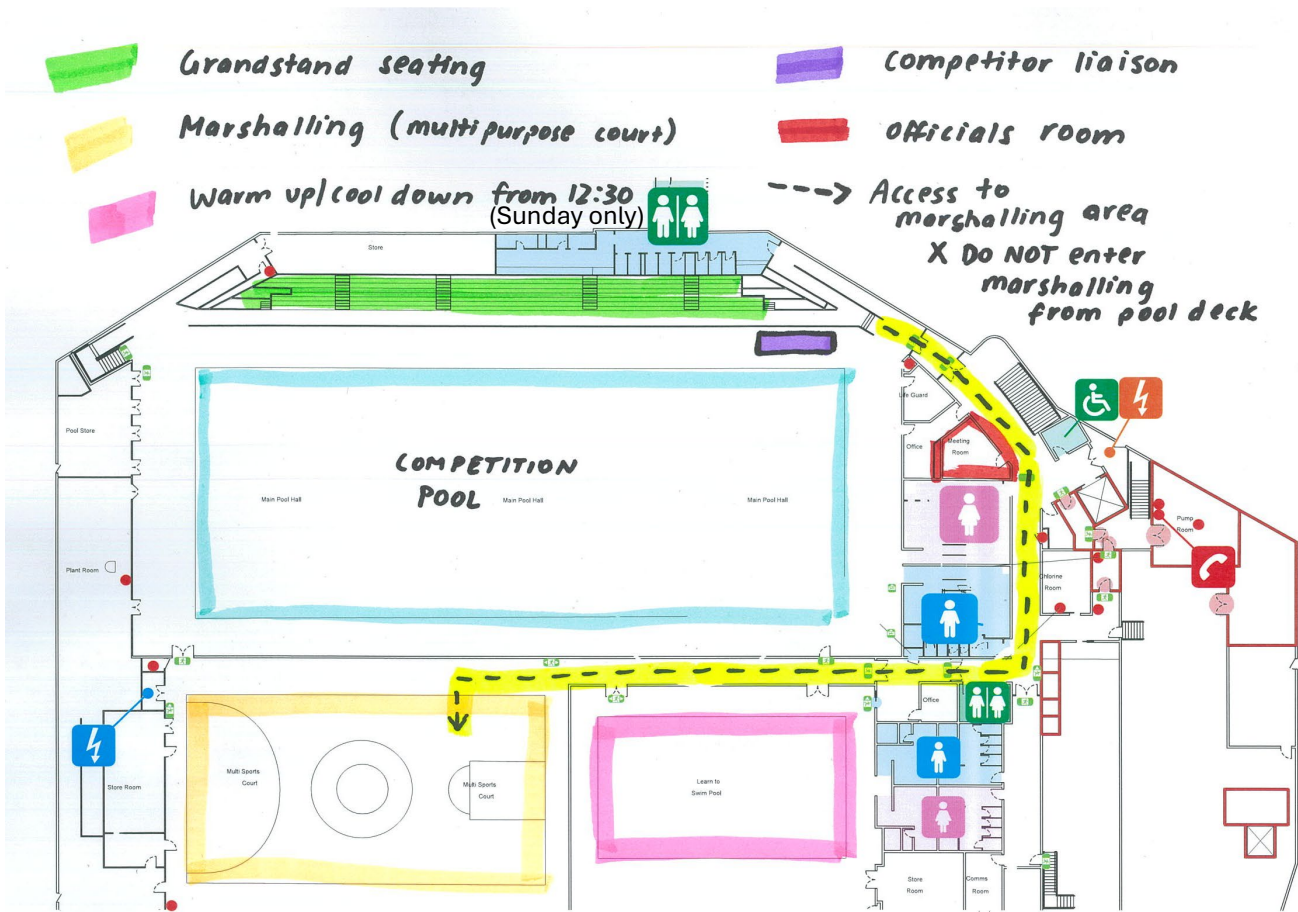 Grandstand seating
Marshalling (multipurpose court)
Warm up/cool down from 12:30
(Sunday only)
Competitor liaison
Officials room
Access to
marshalling area
X DO NOT enter
marshalling
from pool deck
Store
Pool Store
Life Guard
Office
Meeting
Room
COMPETITION
POOL
Main Pool Hall
Main Pool Hall
Main Pool Hall
Pump
Room
Plant Room
Chlorine
Room
Office
Multi Sports
Court
Multi Sports
Court
Learn to
Swim Pool
Store Room
Store
Room
Comms
Room